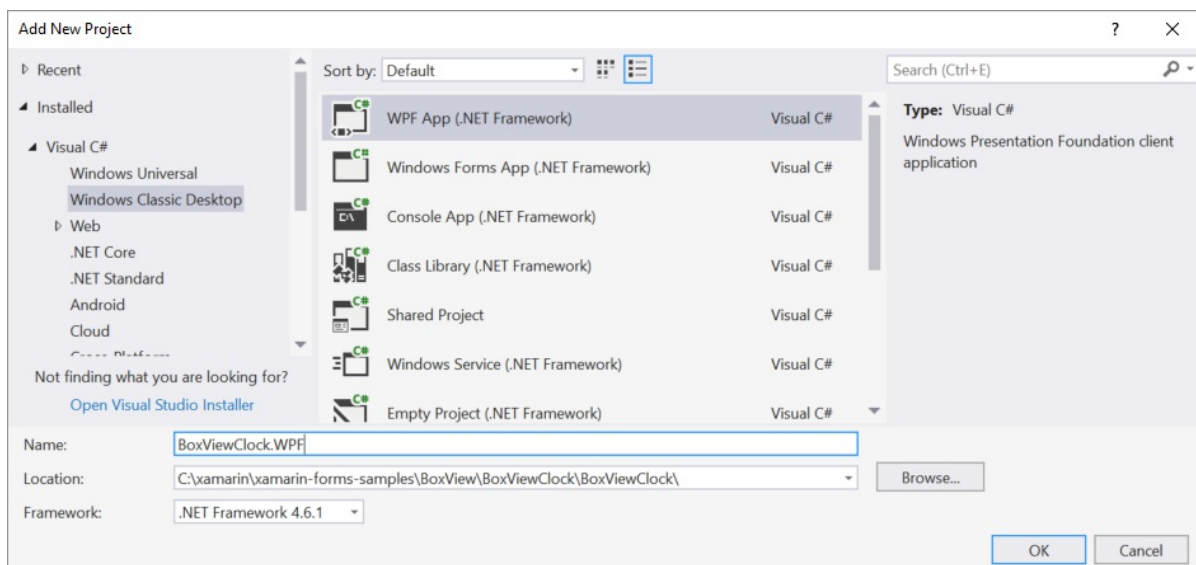 Add New Project
?
Recent
Installed
Visual C#
Windows Universal
Windows Classic Desktop
Web
.NET Core
.NET Standard
Android
Cloud
Not finding what you are looking for?
Open Visual Studio Installer
Sort by: Default
WPF App (.NET Framework) Visual C#
Windows Forms App (.NET Framework) Visual C#
Console App (.NET Framework) Visual C#
Class Library (.NET Framework) Visual C#
Shared Project Visual C#
Windows Service (.NET Framework) Visual C#
Empty Project (.NET Framework) Visual C#
Search (Ctrl+E)
Type: Visual C#
Windows Presentation Foundation client
application
Name: BoxViewClock.WPF
Location: C:\xamarin\xamarin-forms-samples\BoxView\BoxViewClock\BoxViewClock\
Browse...
Framework: .NET Framework 4.6.1
OK Cancel